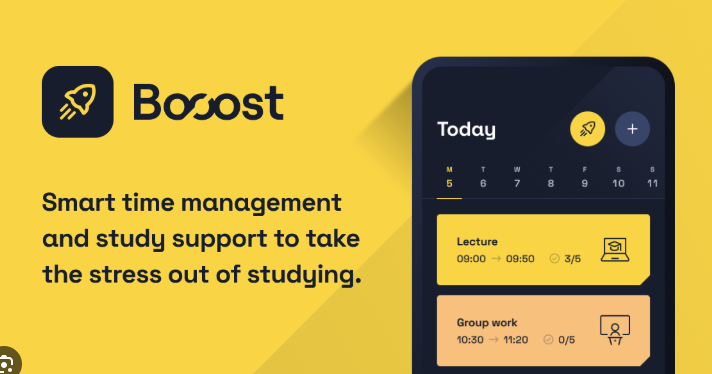 Booost
Smart time management
and study support to take
the stress out of studying.
Today
+
M T W T F S S
5 6 7 8 9 10 11
Lecture
09:00 → 09:50 3/5
Group work
10:30 → 11:20 0/5